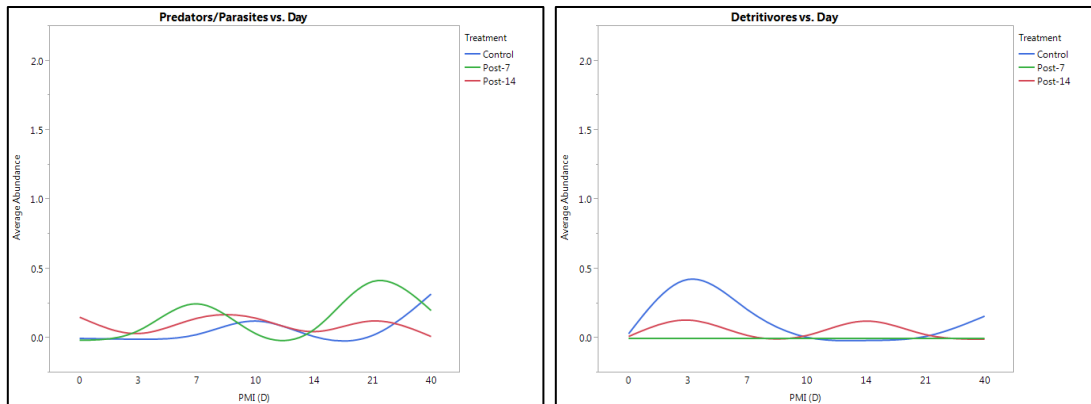 Predators/Parasites vs. Day
Treatment
Control
Post-7
Post-14
2.0
1.5
1.0
0.5
0.0
Average Abundance
0 3 7 10 14 21 40
PMI (D)
Detritivores vs. Day
Treatment
Control
Post-7
Post-14
2.0
1.5
1.0
0.5
0.0
Average Abundance
0 3 7 10 14 21 40
PMI (D)